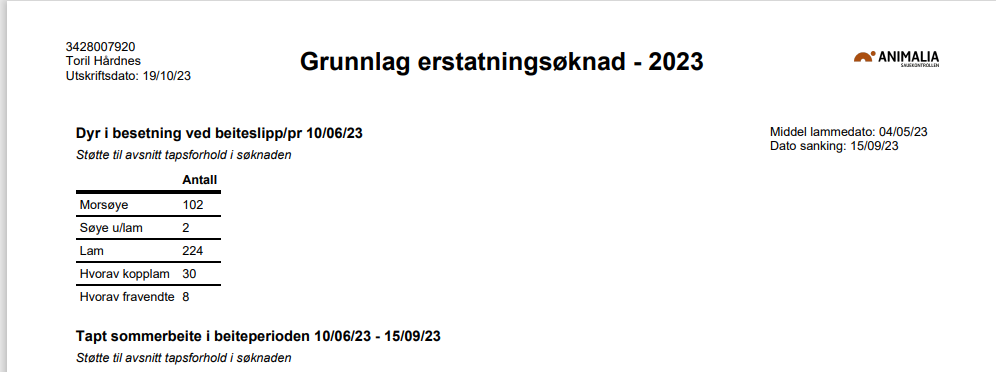 3428007920
Toril Hårdnes
Utskriftsdato: 19/10/23
Grunnlag erstatningsøknad - 2023
ANIMALIA
SAUEKONTROLLEN
Dyr i besetning ved beiteslipp/pr 10/06/23
Støtte til avsnitt tapsforhold i søknaden
Middel lammedato: 04/05/23
Dato sanking: 15/09/23
Antall
Morsøye 102
Søye u/lam 2
Lam 224
Hvorav kopplam 30
Hvorav fravendte 8
Tapt sommerbeite i beiteperioden 10/06/23 - 15/09/23
Støtte til avsnitt tapsforhold i søknaden